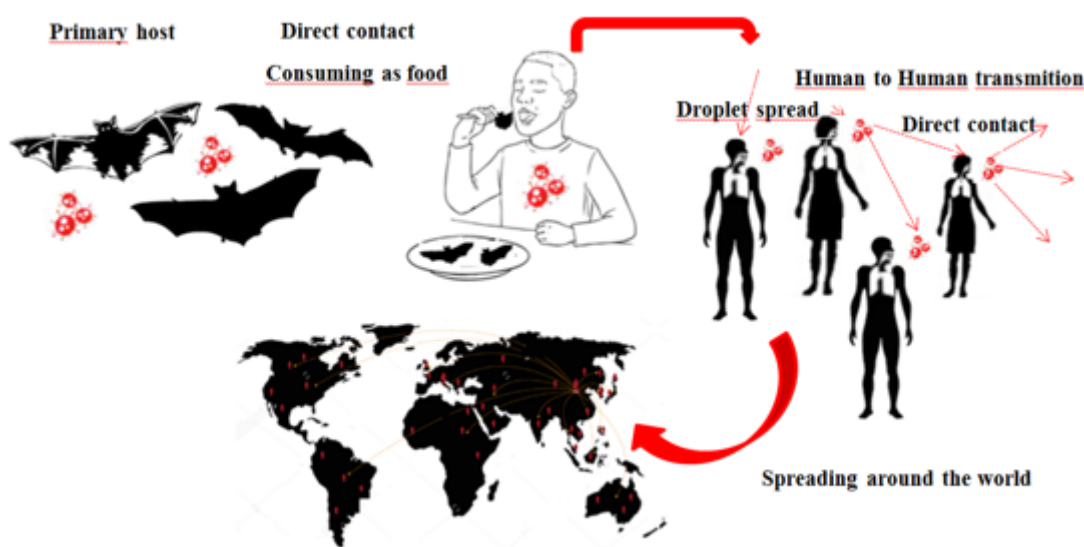 Primary host
Direct contact
Consuming as food
Human to Human transmition
Droplet spread
Direct contact
Spreading around the world